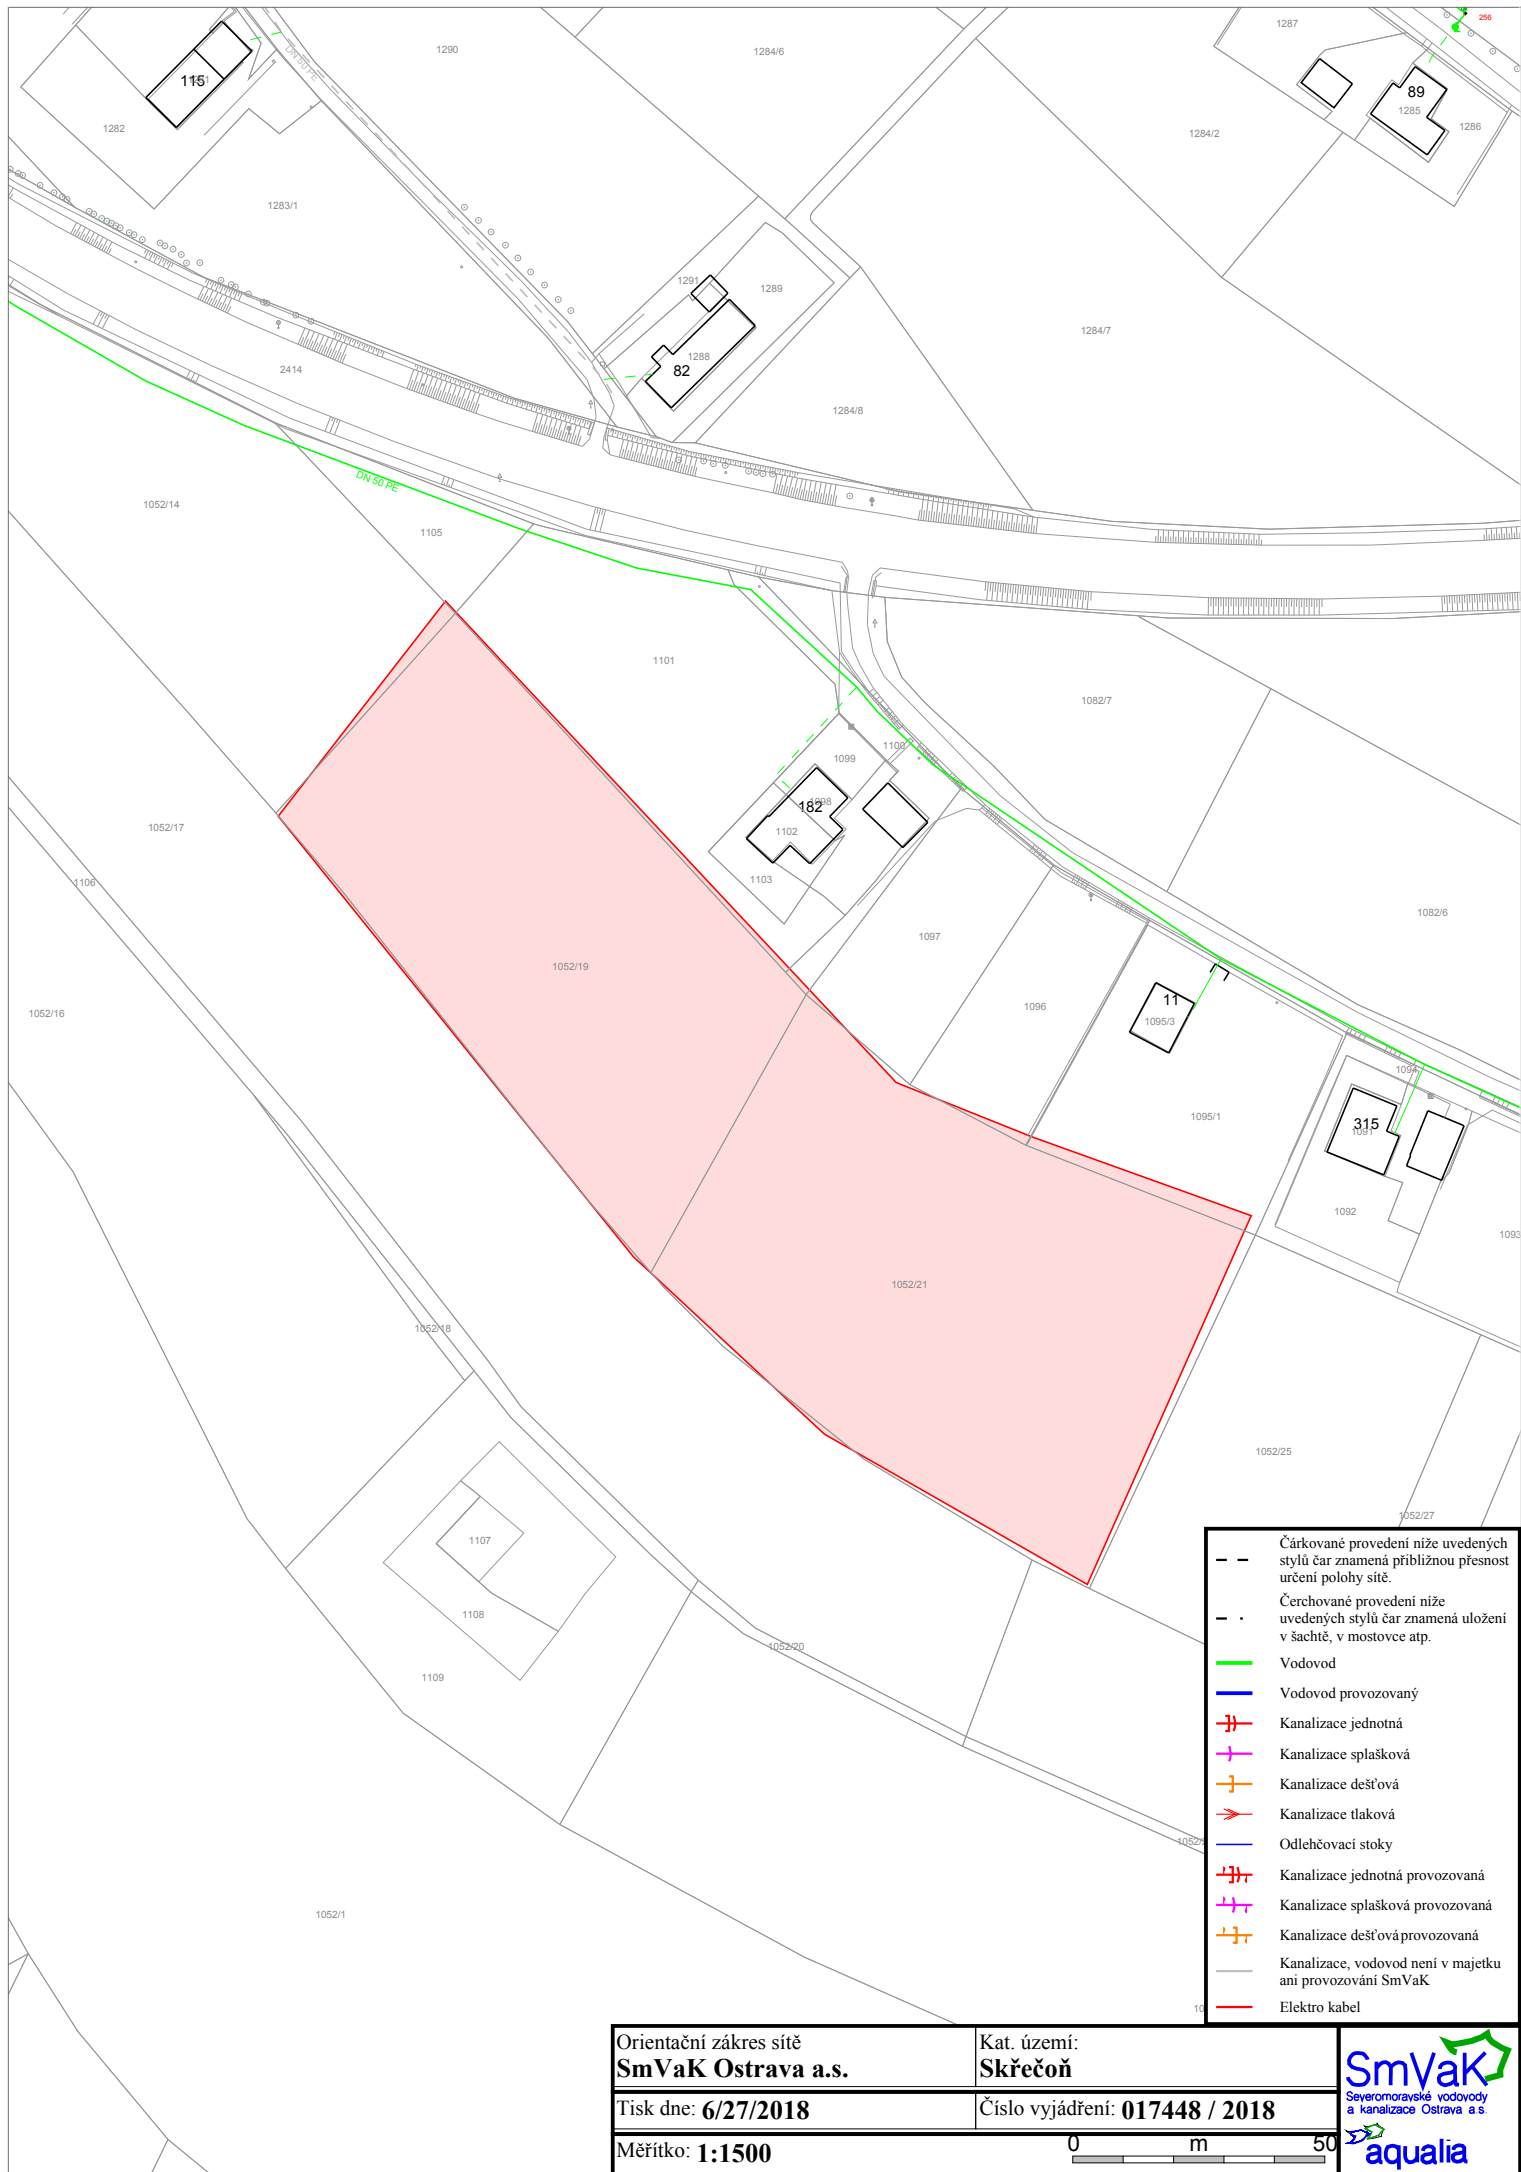 256
1287
1290
1284/6
DN 50 PE
115
89
1285
1286
1282
1284/2
1283/1
1291
1289
1284/7
1288
82
2414
1284/8
DN 50 PE
1052/14
1105
1101
1082/7
1100
1099
182
1098
1102
1052/17
1103
1106
1082/6
1097
1052/19
1096
1052/16
11
1095/3
1094
1095/1
315
1091
1092
1093
1052/21
1052/18
1052/25
1052/27
1107
1108
1052/20
1109
1052/1
Čárkované provedení níže uvedených
stylů čar znamená přibližnou přesnost
určení polohy sítě.
Čerchované provedení níže
uvedených stylů čar znamená uložení
v šachtě, v mostovce atp.
Vodovod
Vodovod provozovaný
Kanalizace jednotná
Kanalizace splašková
Kanalizace dešťová
Kanalizace tlaková
Odlehčovací stoky
Kanalizace jednotná provozovaná
Kanalizace splašková provozovaná
Kanalizace dešťová provozovaná
Kanalizace, vodovod není v majetku
ani provozování SmVaK
Elektro kabel
Orientační zákres sítě
SmVaK Ostrava a.s.
Kat. území:
Skřečoň
Tisk dne: 6/27/2018
Číslo vyjádření: 017448 / 2018
Měřítko: 1:1500
0 m 50
SmVaK
Severomoravské vodovody
a kanalizace Ostrava a.s.
aqualia